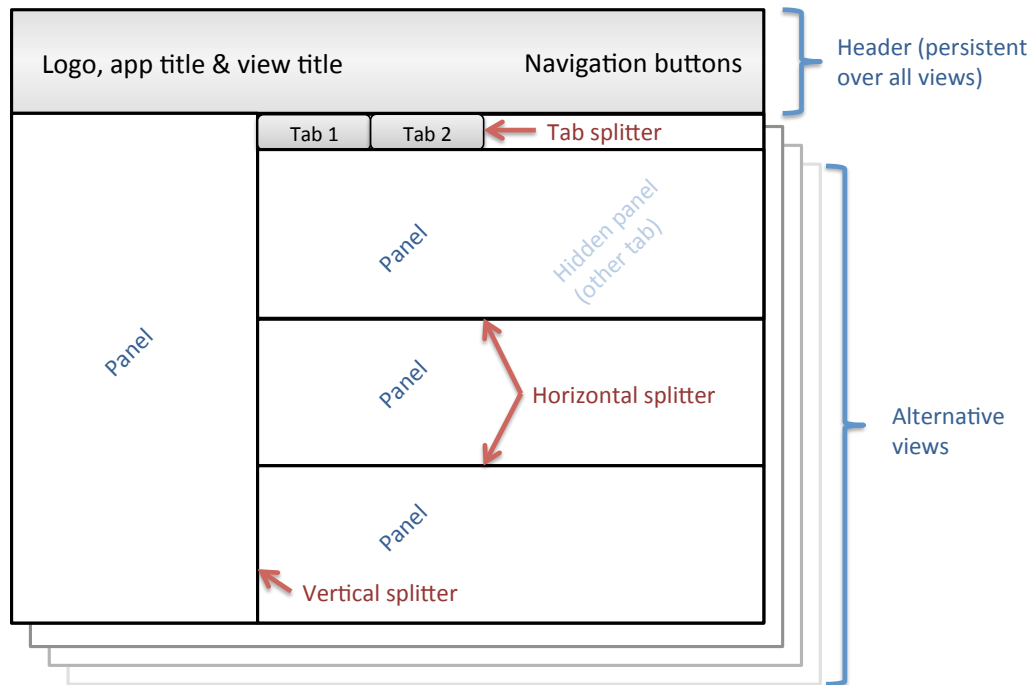 Logo, app title & view title
Navigation buttons
Header (persistent
over all views)
Tab 1
Tab 2
Tab splitter
Panel
Hidden panel
(other tab)
Panel
Panel
Horizontal splitter
Alternative
views
Panel
Vertical splitter